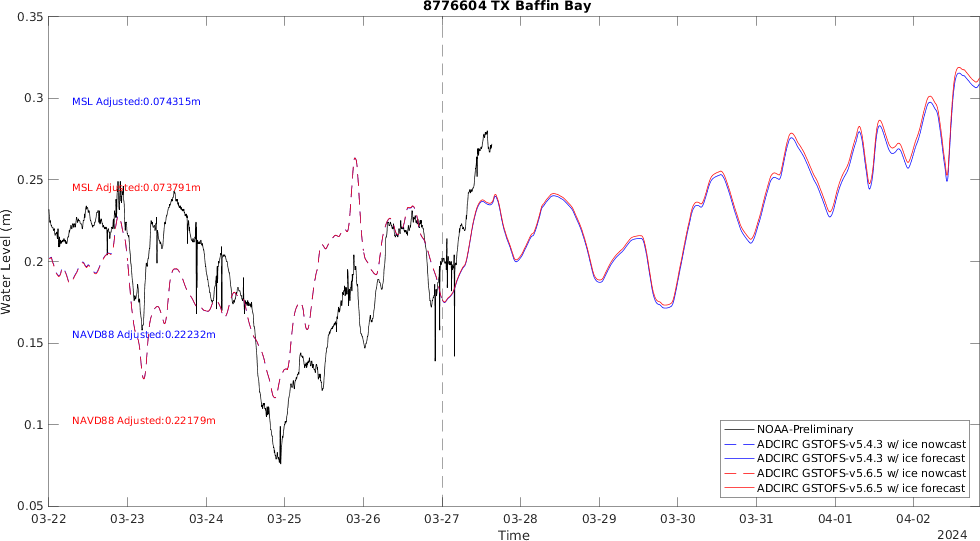 8776604 TX Baffin Bay
0.35
0.3
0.25
0.2
0.15
0.1
0.05
Water Level (m)
MSL Adjusted:0.074315m
MSL Adjusted:0.073791m
NAVD88 Adjusted:0.22232m
NAVD88 Adjusted:0.22179m
NOAA-Preliminary
ADCIRC GSTOFS-v5.4.3 w/ ice nowcast
ADCIRC GSTOFS-v5.4.3 w/ ice forecast
ADCIRC GSTOFS-v5.6.5 w/ ice nowcast
ADCIRC GSTOFS-v5.6.5 w/ ice forecast
03-22 03-23 03-24 03-25 03-26 03-27 03-28 03-29 03-30 03-31 04-01 04-02
Time
2024